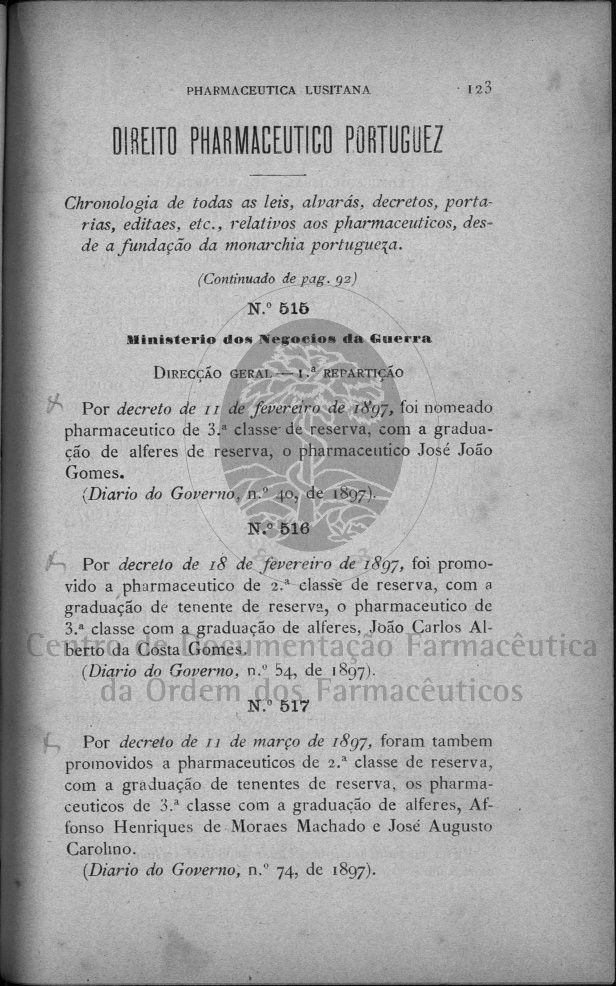 PHARMACEUTICA LUSITANA 123
DIREITO PHARMACEUTICO PORTUGUEZ
Chronologia de todas as leis, alvarás, decretos, porta-
rias, editaes, etc., relativos aos pharmaceuticos, des-
de a fundação da monarchia portugueza.
(Continuado de pag. 92)
N.º 515
Ministerio dos Negocios da Guerra
DIRECÇÃO GERAL — 1.ª REPARTIÇÃO
Por decreto de 11 de fevereiro de 1897, foi nomeado
pharmaceutico de 3.ª classe de reserva, com a gradua-
ção de alferes de reserva, o pharmaceutico José João
Gomes.
(Diario do Governo, n.º 40, de 1897).
N.º 516
Por decreto de 18 de fevereiro de 1897, foi promo-
vido a pharmaceutico de 2.ª classe de reserva, com a
graduação de tenente de reserva, o pharmaceutico de
3.ª classe com a graduação de alferes, João Carlos Al-
berto da Costa Gomes.
Centro de Documentação Farmacêutica
(Diario do Governo, n.º 54, de 1897).
da Ordem dos Farmacêuticos
N.º 517
Por decreto de 11 de março de 1897, foram tambem
promovidos a pharmaceuticos de 2.ª classe de reserva,
com a graduação de tenentes de reserva, os pharma-
ceuticos de 3.ª classe com a graduação de alferes, Af-
fonso Henriques de Moraes Machado e José Augusto
Carolino.
(Diario do Governo, n.º 74, de 1897).